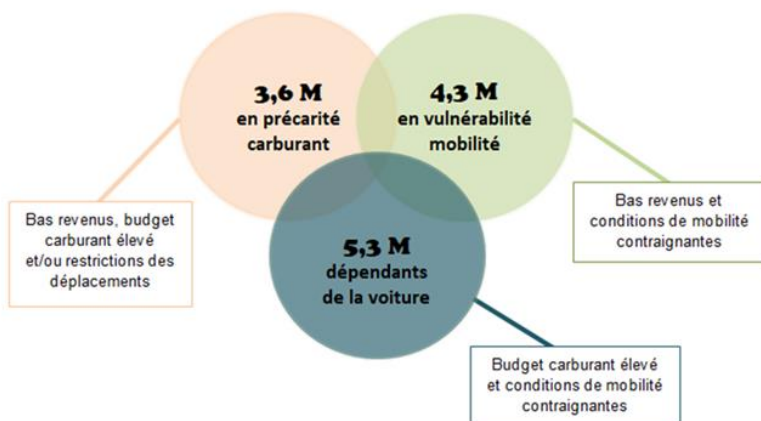 3,6 M
en précarité
carburant
4,3 M
en vulnérabilité
mobilité
5,3 M
dépendants
de la voiture
Bas revenus, budget
carburant élevé
et/ou restrictions des
déplacements
Bas revenus et
conditions de mobilité
contraignantes
Budget carburant élevé
et conditions de mobilité
contraignantes